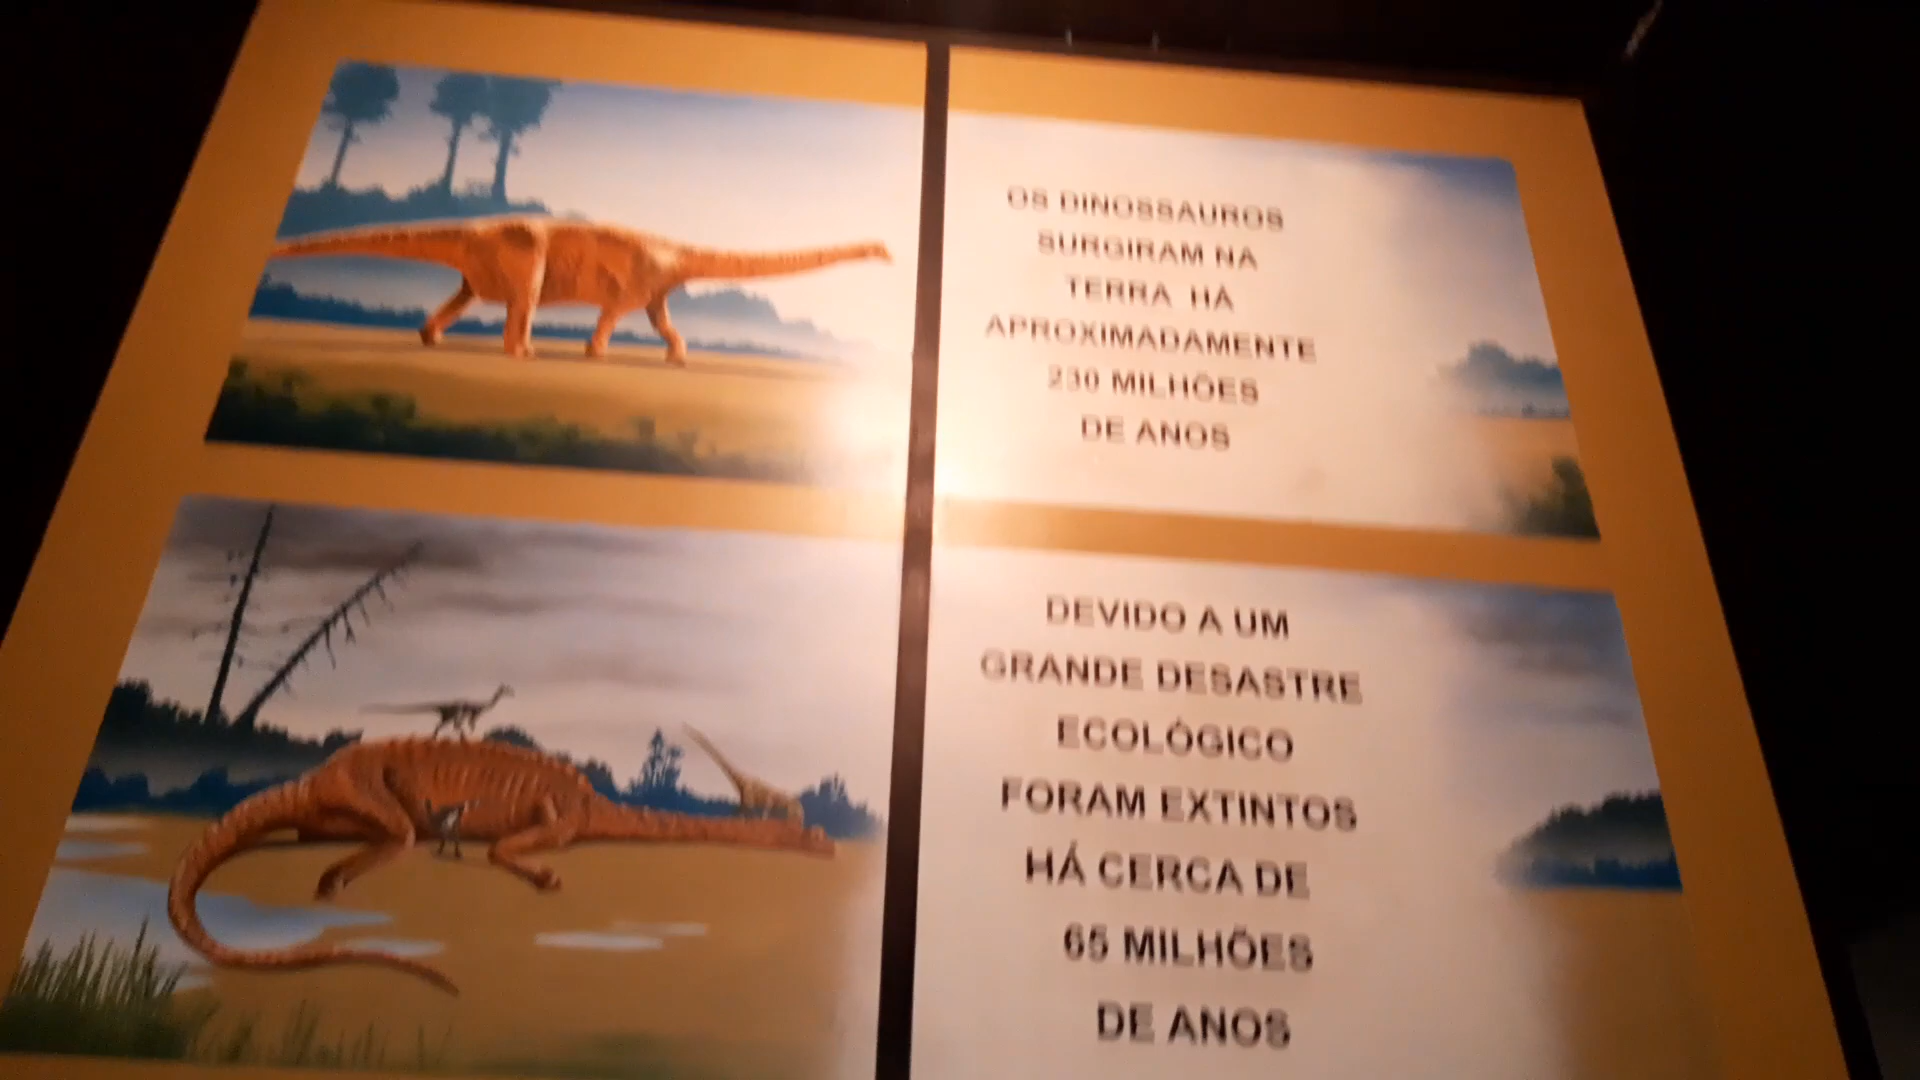 OS DINOSSAUROS
SURGIRAM NA
TERRA HÁ
APROXIMADAMENTE
230 MILHÕES
DE ANOS
DEVIDO A UM
GRANDE DESASTRE
ECOLÓGICO
FORAM EXTINTOS
HÁ CERCA DE
65 MILHÕES
DE ANOS